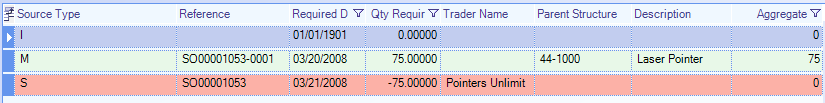 Source Type Reference Required D Qty Requir Trader Name Parent Structure Description Aggregate
I 01/01/1901 0.00000 0
M SO00001053-0001 03/20/2008 75.00000 44-1000 Laser Pointer 75
S SO00001053 03/21/2008 -75.00000 Pointers Unlimit 0